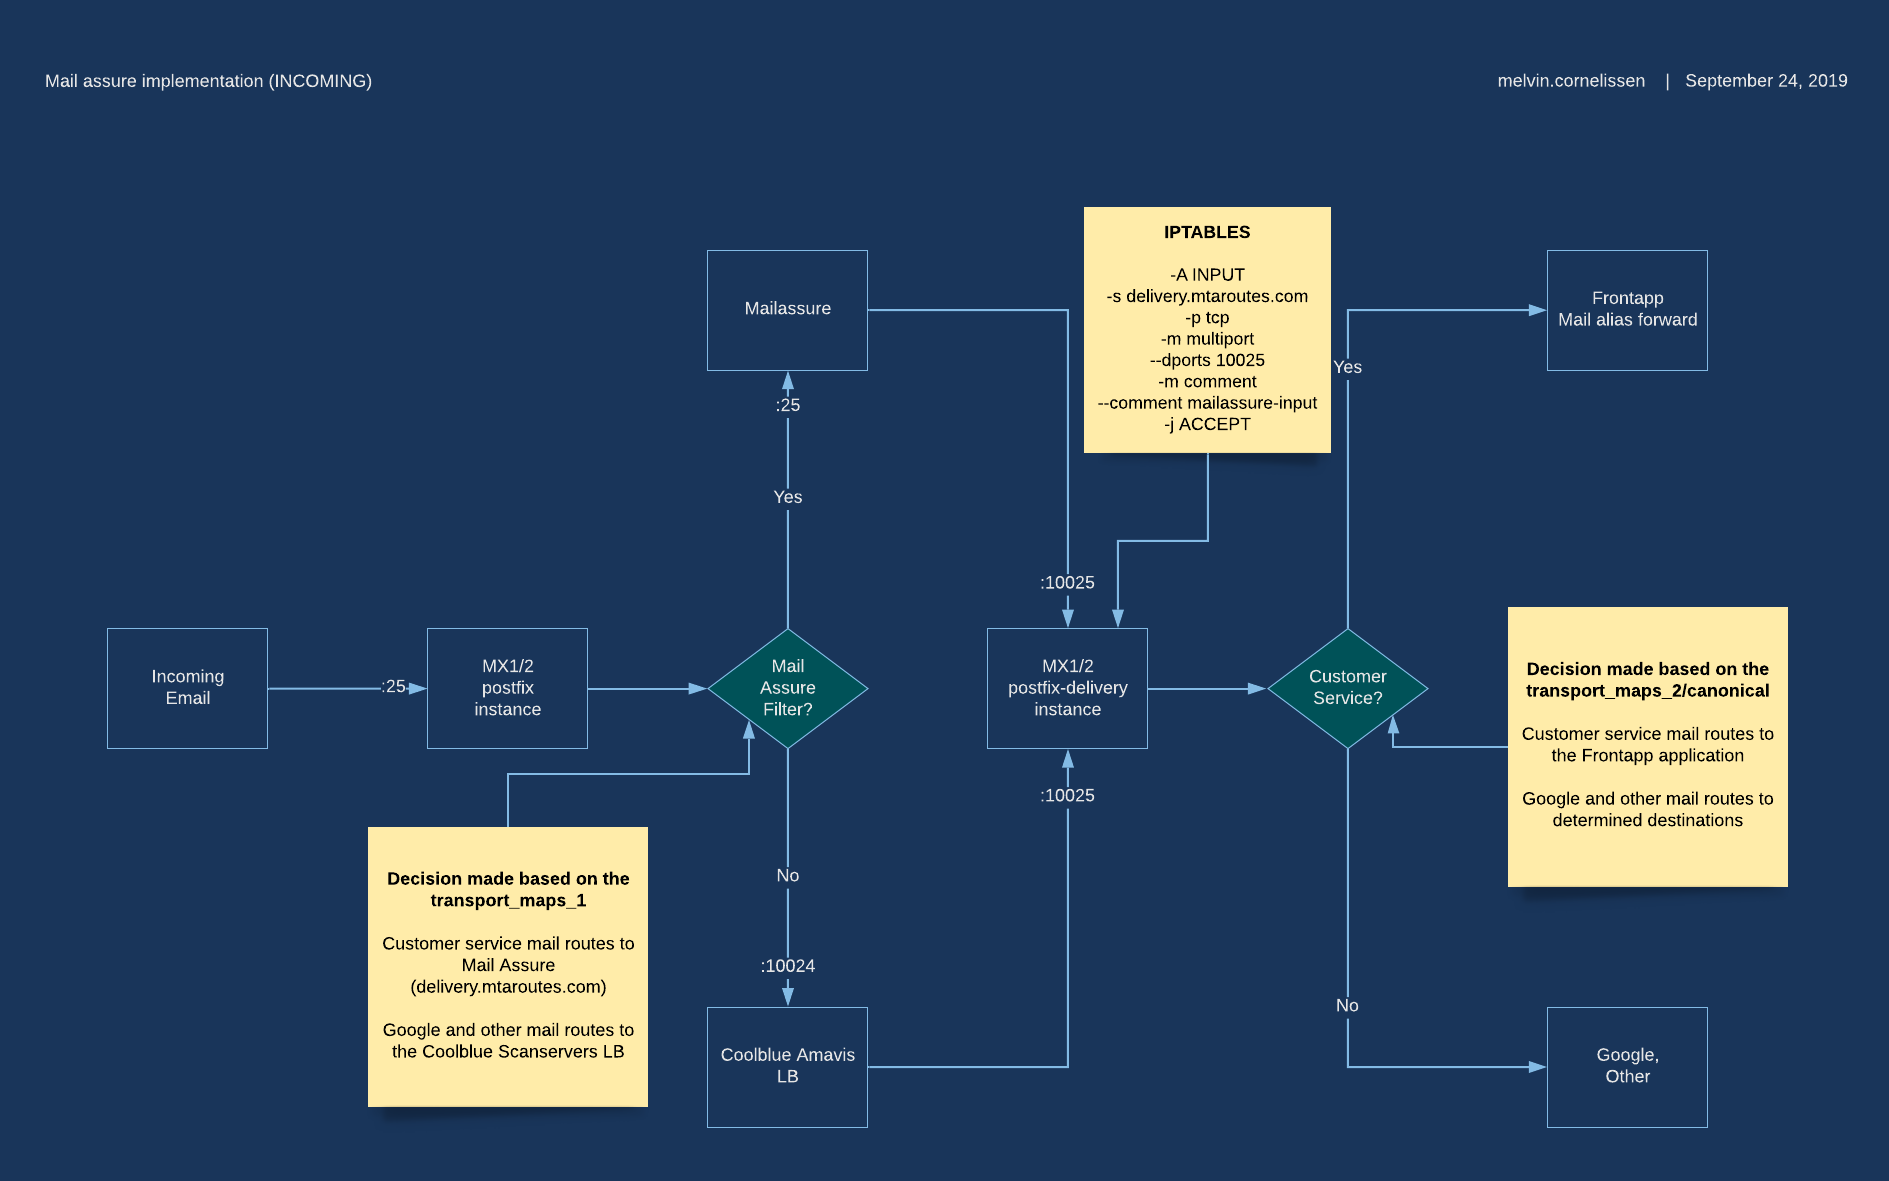 Mail assure implementation (INCOMING)
melvin.cornelissen | September 24, 2019
IPTABLES
-A INPUT
-s delivery.mtaroutes.com
-p tcp
-m multiport
--dports 10025
-m comment
--comment mailassure-input
-j ACCEPT
Mailassure
Frontapp
Mail alias forward
:25
Yes
Yes
:10025
Incoming
Email
:25
MX1/2
postfix
instance
Mail
Assure
Filter?
MX1/2
postfix-delivery
instance
Customer
Service?
Decision made based on the
transport_maps_2/canonical
Customer service mail routes to
the Frontapp application
Google and other mail routes to
determined destinations
:10025
No
Decision made based on the
transport_maps_1
Customer service mail routes to
Mail Assure
(delivery.mtaroutes.com)
Google and other mail routes to
the Coolblue Scanservers LB
:10024
No
Coolblue Amavis
LB
Google,
Other